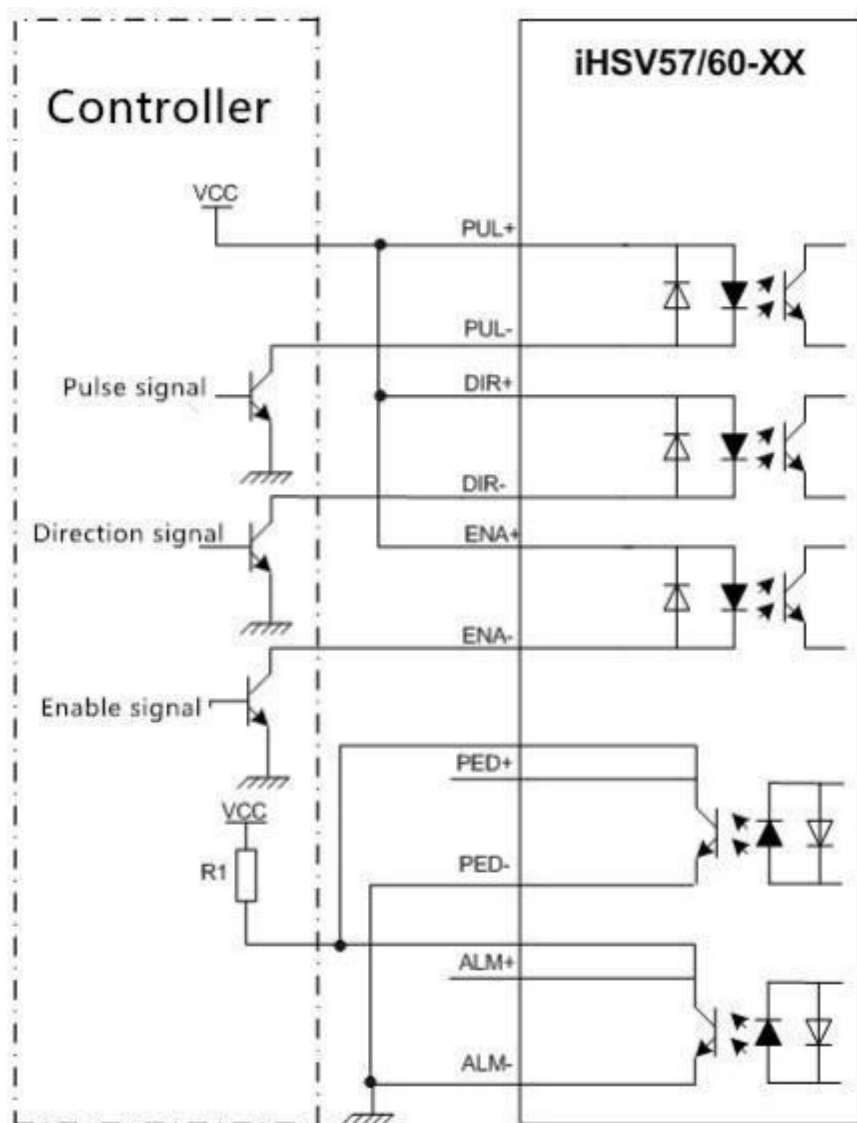 iHSV57/60-XX
Controller
VCC
PUL+
PUL-
Pulse signal
DIR+
DIR-
Direction signal
ENA+
ENA-
Enable signal
PED+
VCC
R1
PED-
ALM+
ALM-